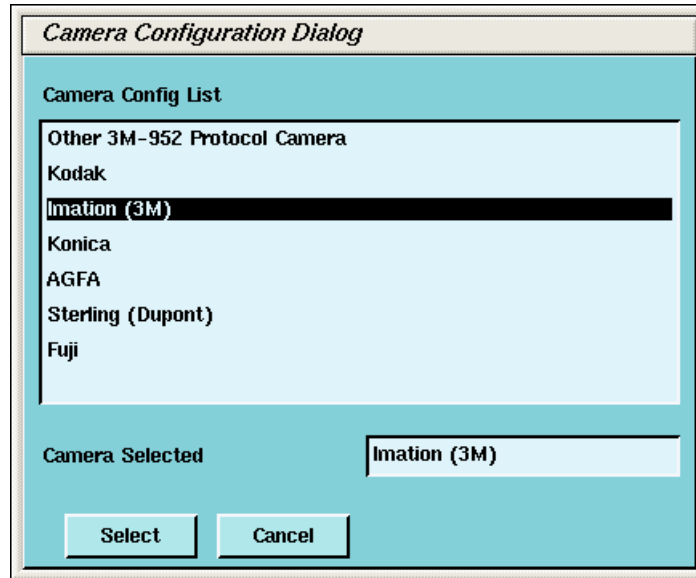 Camera Configuration Dialog
Camera Config List
Other 3M-952 Protocol Camera
Kodak
Imation (3M)
Konica
AGFA
Sterling (Dupont)
Fuji
Camera Selected Imation (3M)
Select Cancel